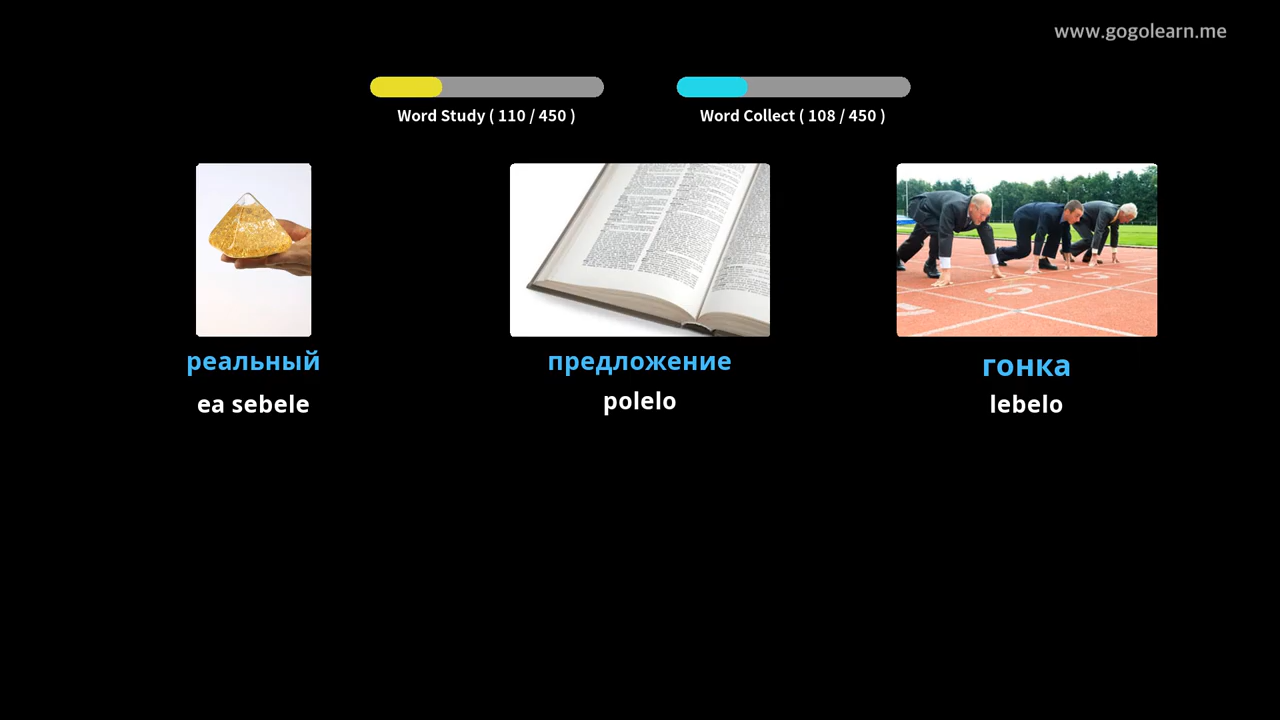 www.gogolearn.me
Word Study ( 110 / 450 )
Word Collect ( 108 / 450 )
реальный
предложение
гонка
ea sebele
polelo
lebelo